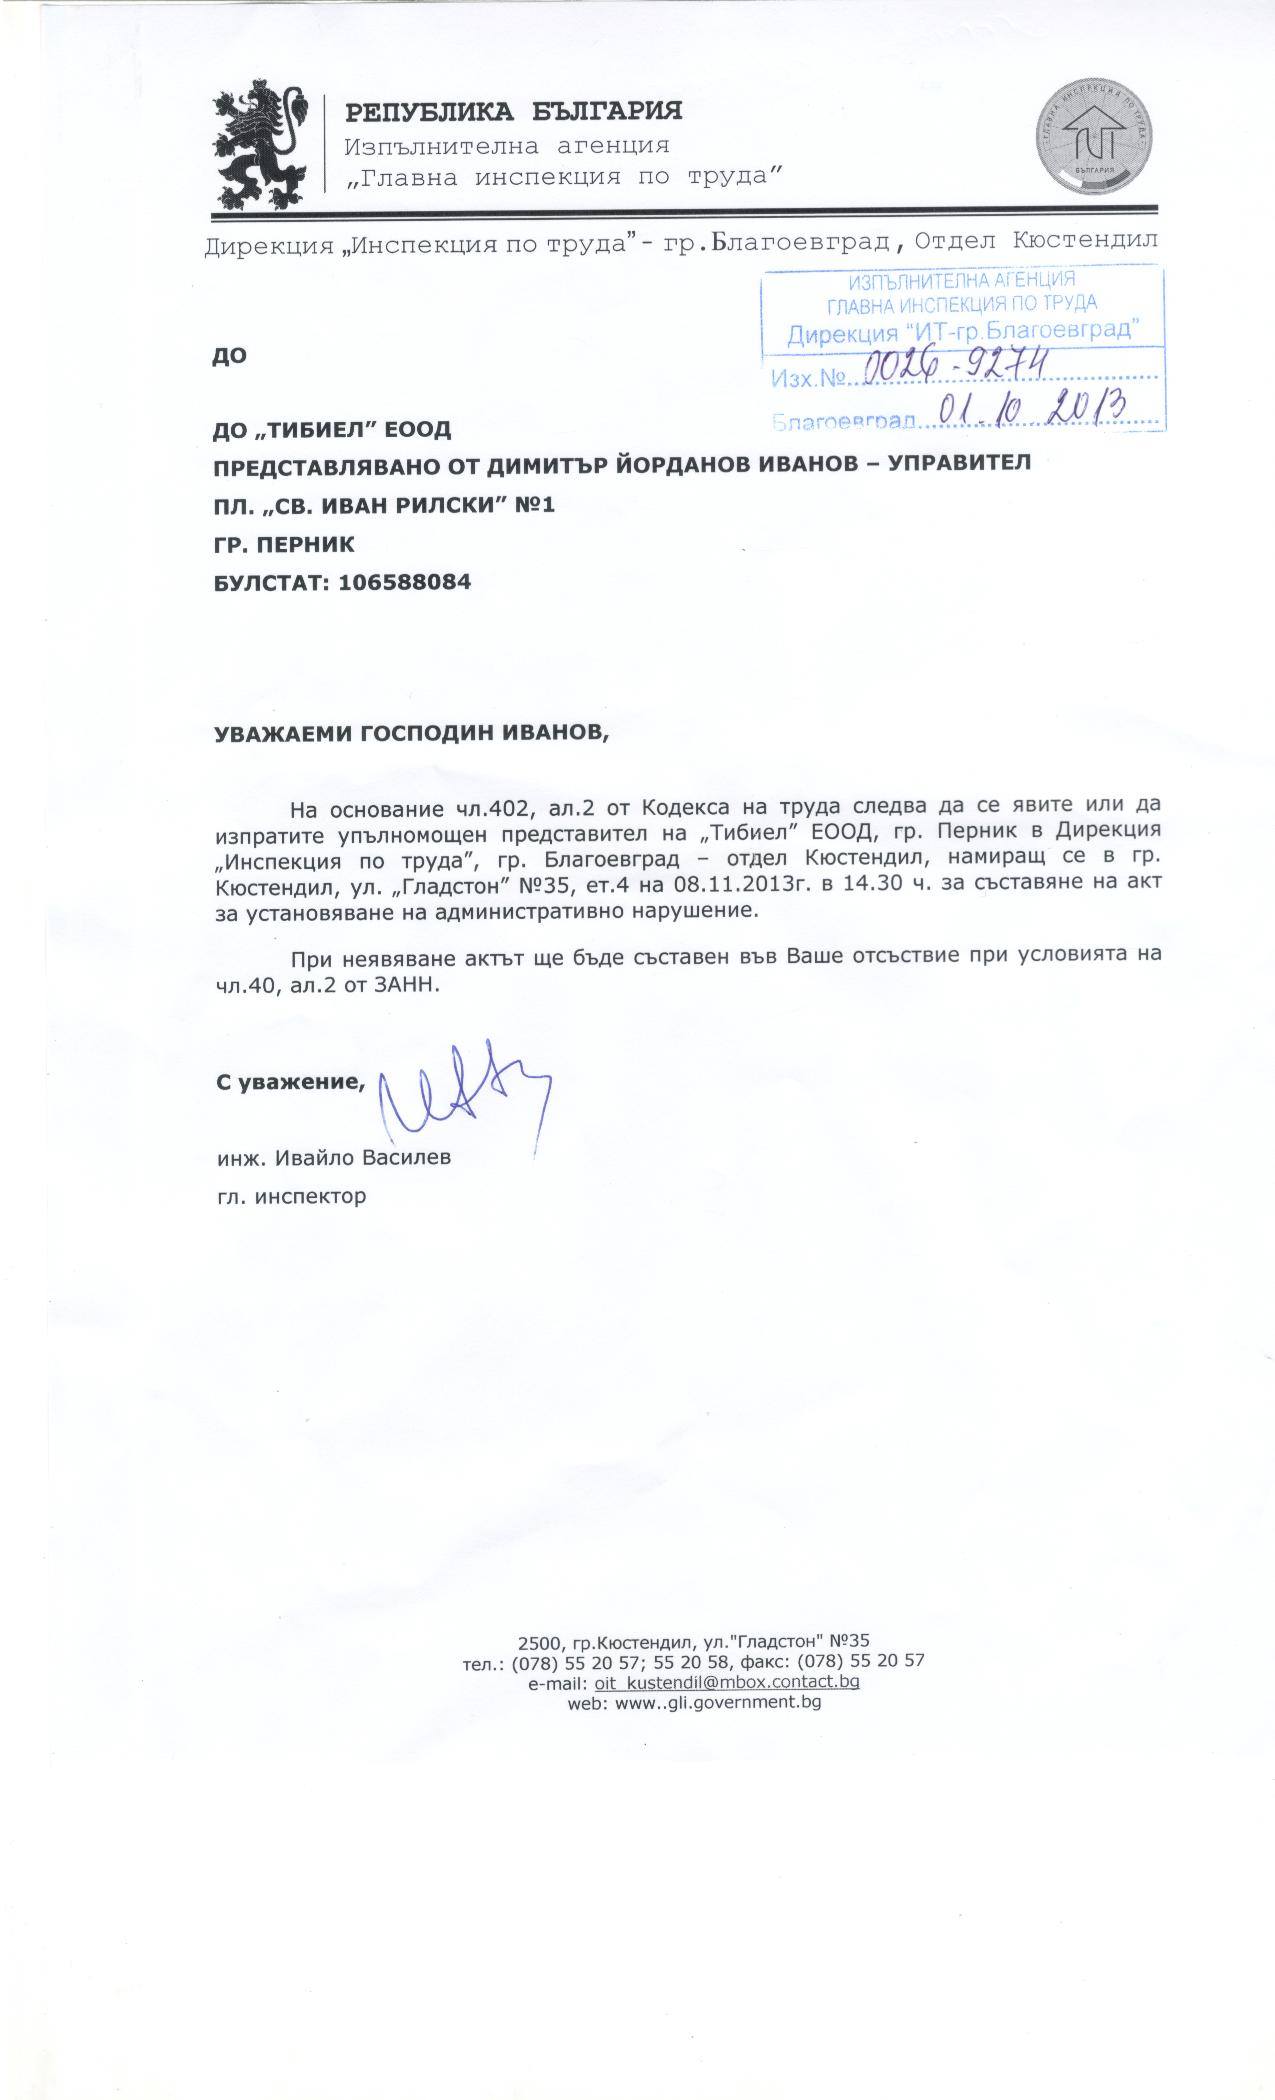 РЕПУБЛИКА БЪЛГАРИЯ
Изпълнителна агенция
„Главна инспекция по труда”
ГЛАВНА ИНСПЕКЦИЯ ПО ТРУДА
БЪЛГАРИЯ
Дирекция „Инспекция по труда” - гр.Благоевград, Отдел Кюстендил
ИЗПЪЛНИТЕЛНА АГЕНЦИЯ
ГЛАВНА ИНСПЕКЦИЯ ПО ТРУДА
Дирекция “ИТ-гр.Благоевград”
Изх.№ 0026-9274
Благоевград 01.10.2013
ДО
ДО „ТИБИЕЛ” ЕООД
ПРЕДСТАВЛЯВАНО ОТ ДИМИТЪР ЙОРДАНОВ ИВАНОВ – УПРАВИТЕЛ
ПЛ. „СВ. ИВАН РИЛСКИ” №1
ГР. ПЕРНИК
БУЛСТАТ: 106588084
УВАЖАЕМИ ГОСПОДИН ИВАНОВ,
На основание чл.402, ал.2 от Кодекса на труда следва да се явите или да
изпратите упълномощен представител на „Тибиел” ЕООД, гр. Перник в Дирекция
„Инспекция по труда”, гр. Благоевград – отдел Кюстендил, намиращ се в гр.
Кюстендил, ул. „Гладстон” №35, ет.4 на 08.11.2013г. в 14.30 ч. за съставяне на акт
за установяване на административно нарушение.
При неявяване актът ще бъде съставен във Ваше отсъствие при условията на
чл.40, ал.2 от ЗАНН.
С уважение,
инж. Ивайло Василев
гл. инспектор
2500, гр.Кюстендил, ул."Гладстон" №35
тел.: (078) 55 20 57; 55 20 58, факс: (078) 55 20 57
e-mail: oit_kustendil@mbox.contact.bg
web: www..gli.government.bg